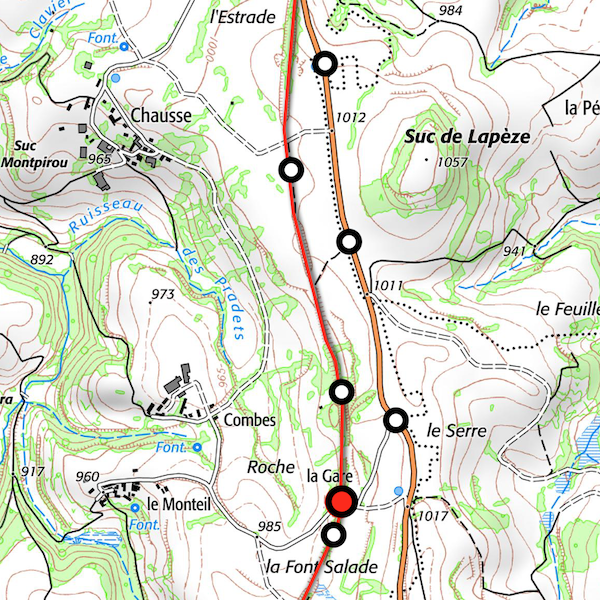 Clavier
l'Estrade
984
Font.
1000
Chausse
1012
la Pé
Suc de Lapèze
Suc
Montpirou
965
1057
Ruisseau
des Pradets
892
941
973
1011
le Feuille
965
ra
Combes
le Serre
Font.
Roche
917
960
la Gare
le Monteil
1017
Font.
985
la Font Salade